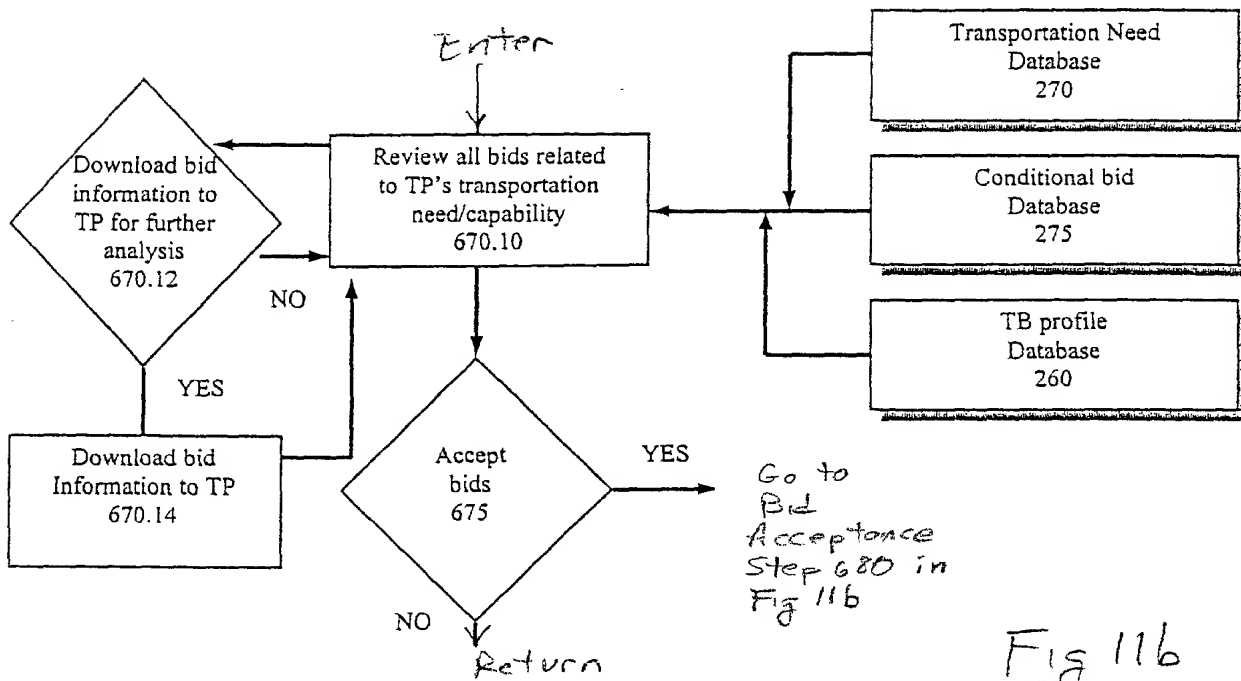 Enter
Transportation Need
Database
270
Download bid
information to
TP for further
analysis
670.12
Review all bids related
to TP's transportation
need/capability
670.10
Conditional bid
Database
275
NO
TB profile
Database
260
YES
Download bid
Information to TP
670.14
Accept
bids
675
YES
Go to
Bid
Acceptance
Step 680 in
Fig 11b
NO
Return
Fig 11b